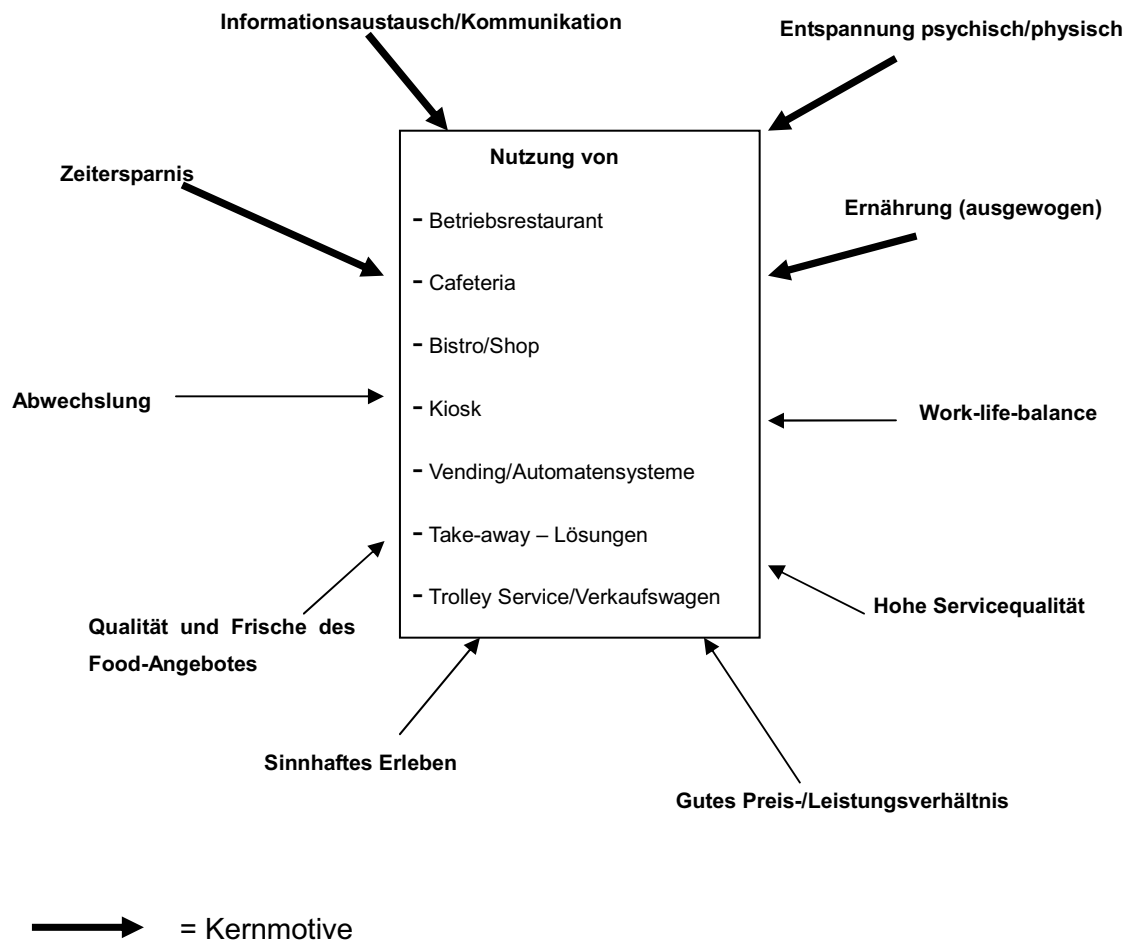 Informationsaustausch/Kommunikation
Entspannung psychisch/physisch
Zeitersparnis
Ernährung (ausgewogen)
Nutzung von
- Betriebsrestaurant
- Cafeteria
- Bistro/Shop
- Kiosk
- Vending/Automatensysteme
- Take-away – Lösungen
- Trolley Service/Verkaufswagen
Abwechslung
Work-life-balance
Qualität und Frische des
Food-Angebotes
Hohe Servicequalität
Sinnhaftes Erleben
Gutes Preis-/Leistungsverhältnis
= Kernmotive